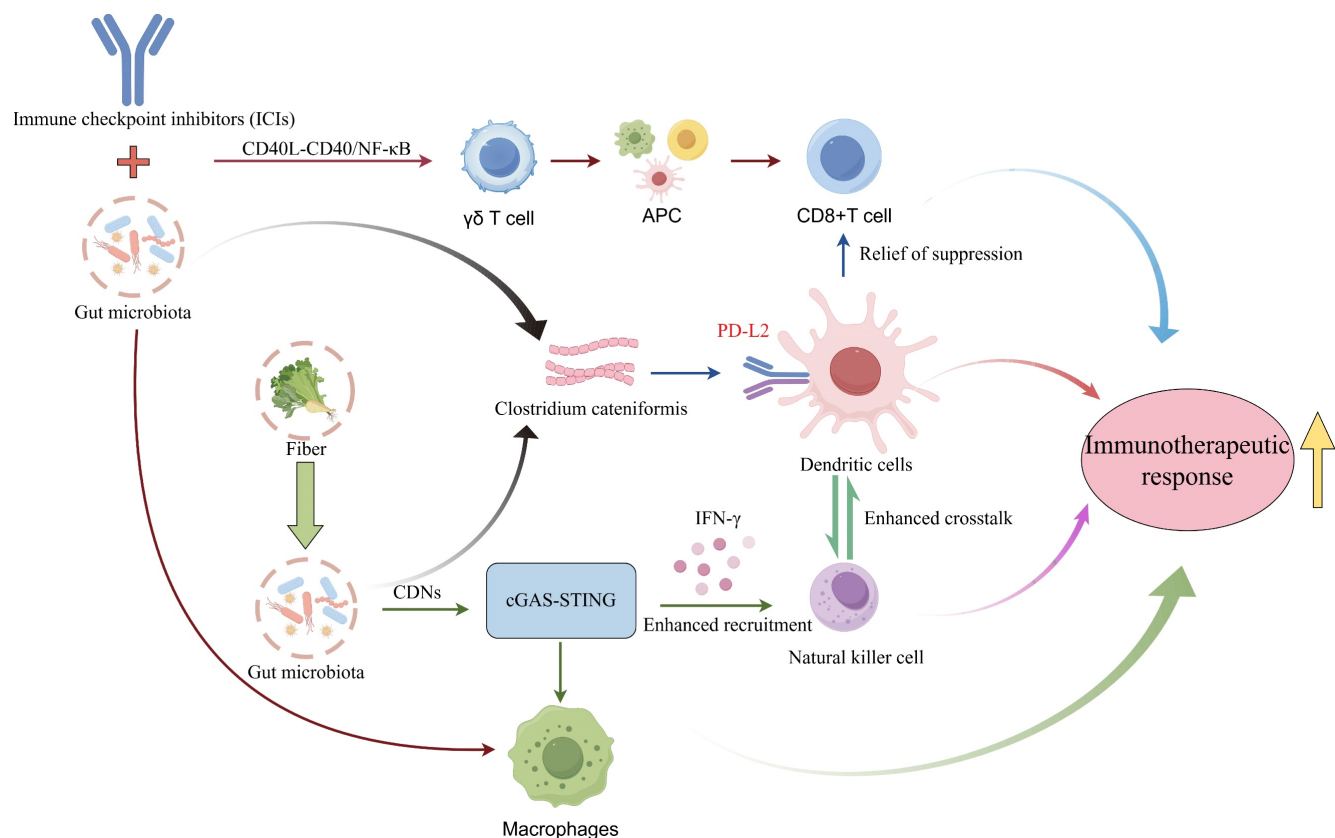 Immune checkpoint inhibitors (ICIs)
CD40L-CD40/NF-κB
γδ T cell
APC
CD8+T cell
Relief of suppression
Gut microbiota
PD-L2
Clostridium cateniformis
Fiber
Dendritic cells
Immunotherapeutic
response
IFN-γ
Enhanced crosstalk
CDNs
cGAS-STING
Enhanced recruitment
Natural killer cell
Gut microbiota
Macrophages